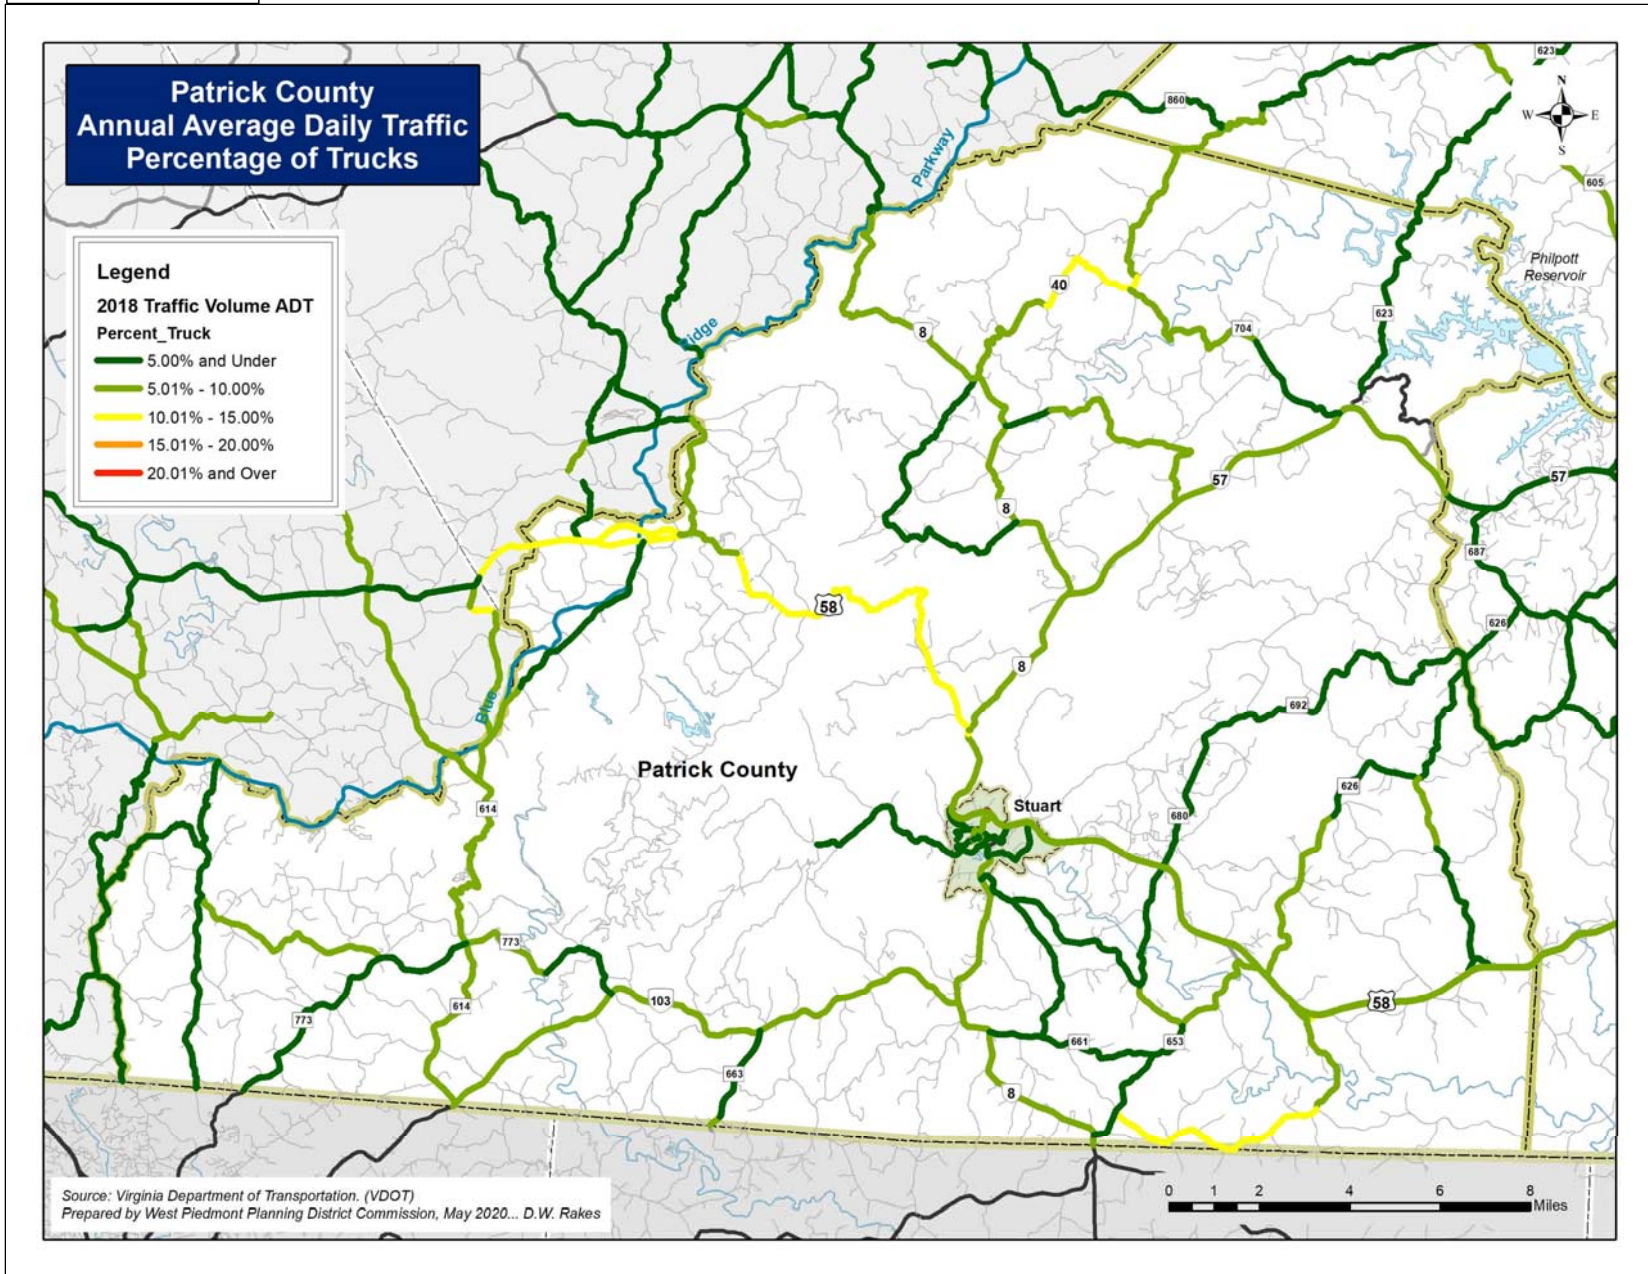 Patrick County
Annual Average Daily Traffic
Percentage of Trucks
Legend
2018 Traffic Volume ADT
Percent_Truck
5.00% and Under
5.01% - 10.00%
10.01% - 15.00%
15.01% - 20.00%
20.01% and Over
623
N
W E
S
860
605
Parkway
Philpott
Reservoir
40
623
704
8
Ridge
57
57
8
687
58
626
8
692
Blue
Patrick County
626
Stuart
614
680
773
103
614
58
773
661
653
663
8
0 1 2 4 6 8
Miles
Source: Virginia Department of Transportation. (VDOT)
Prepared by West Piedmont Planning District Commission, May 2020... D.W. Rakes